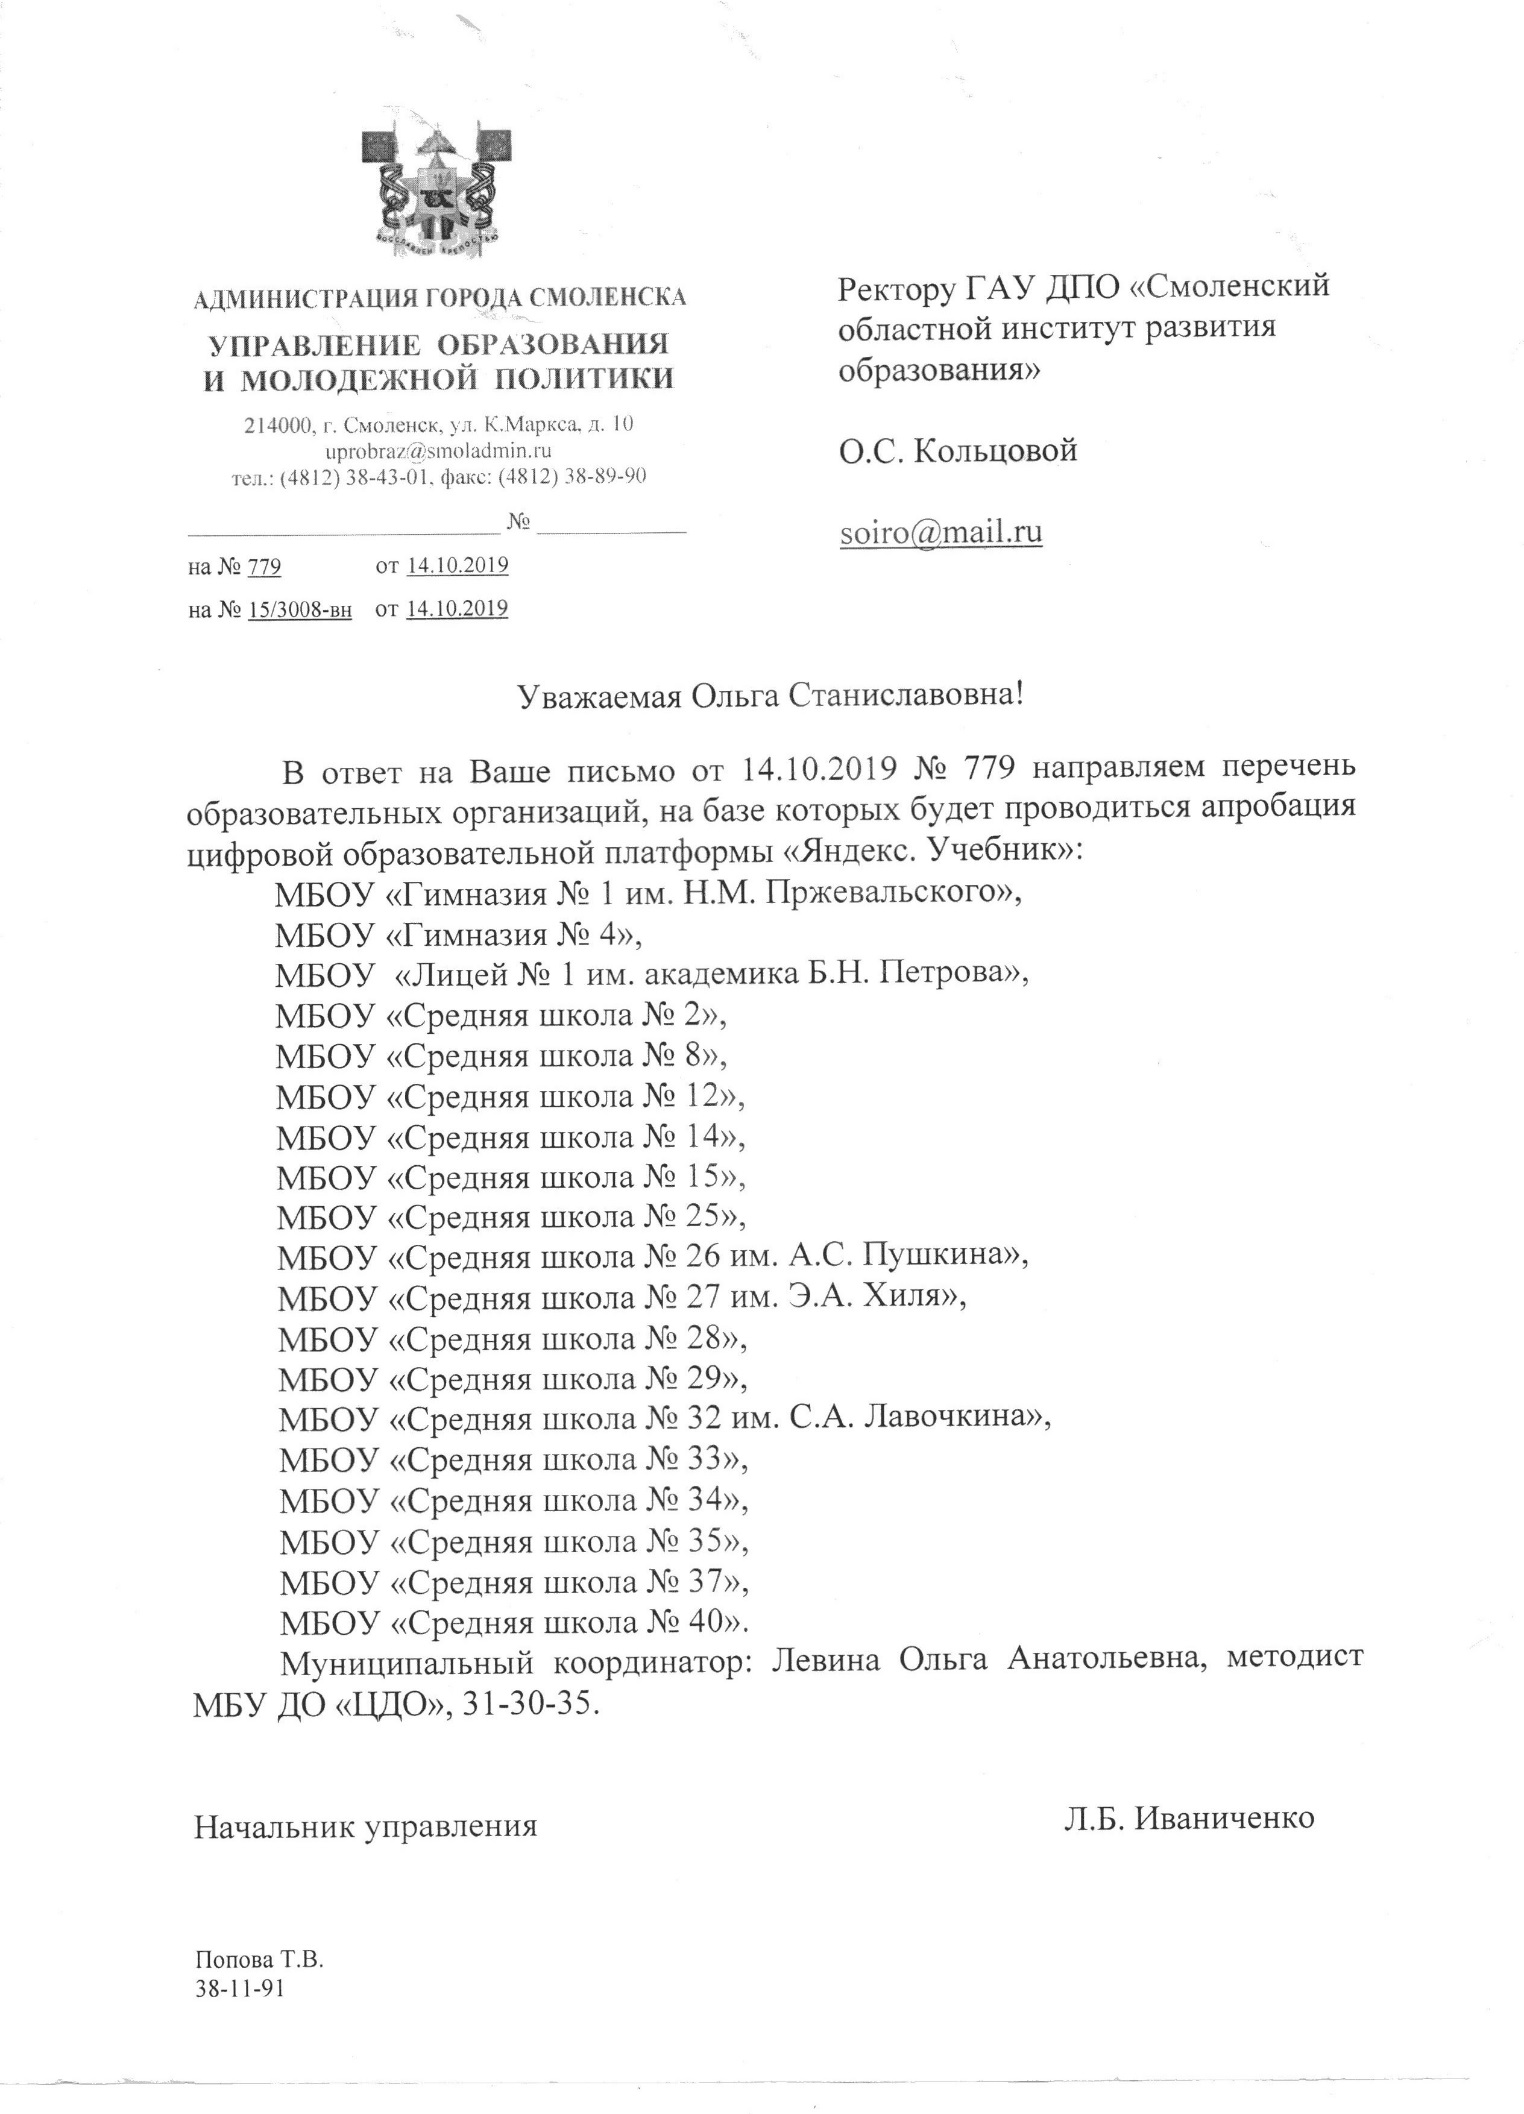 ПОСАВЛЕН КРЕПОСТЬЮ
АДМИНИСТРАЦИЯ ГОРОДА СМОЛЕНСКА
УПРАВЛЕНИЕ ОБРАЗОВАНИЯ
И МОЛОДЕЖНОЙ ПОЛИТИКИ
214000, г. Смоленск, ул. К.Маркса, д. 10
uprobraz@smoladmin.ru
тел.: (4812) 38-43-01, факс: (4812) 38-89-90
№
на № 779 от 14.10.2019
на № 15/3008-вн от 14.10.2019
Ректору ГАУ ДПО «Смоленский
областной институт развития
образования»
О.С. Кольцовой
soiro@mail.ru
Уважаемая Ольга Станиславовна!
В ответ на Ваше письмо от 14.10.2019 № 779 направляем перечень
образовательных организаций, на базе которых будет проводиться апробация
цифровой образовательной платформы «Яндекс. Учебник»:
МБОУ «Гимназия № 1 им. Н.М. Пржевальского»,
МБОУ «Гимназия № 4»,
МБОУ «Лицей № 1 им. академика Б.Н. Петрова»,
МБОУ «Средняя школа № 2»,
МБОУ «Средняя школа № 8»,
МБОУ «Средняя школа № 12»,
МБОУ «Средняя школа № 14»,
МБОУ «Средняя школа № 15»,
МБОУ «Средняя школа № 25»,
МБОУ «Средняя школа № 26 им. А.С. Пушкина»,
МБОУ «Средняя школа № 27 им. Э.А. Хиля»,
МБОУ «Средняя школа № 28»,
МБОУ «Средняя школа № 29»,
МБОУ «Средняя школа № 32 им. С.А. Лавочкина»,
МБОУ «Средняя школа № 33»,
МБОУ «Средняя школа № 34»,
МБОУ «Средняя школа № 35»,
МБОУ «Средняя школа № 37»,
МБОУ «Средняя школа № 40».
Муниципальный координатор: Левина Ольга Анатольевна, методист
МБУ ДО «ЦДО», 31-30-35.
Начальник управления Л.Б. Иваниченко
Попова Т.В.
38-11-91